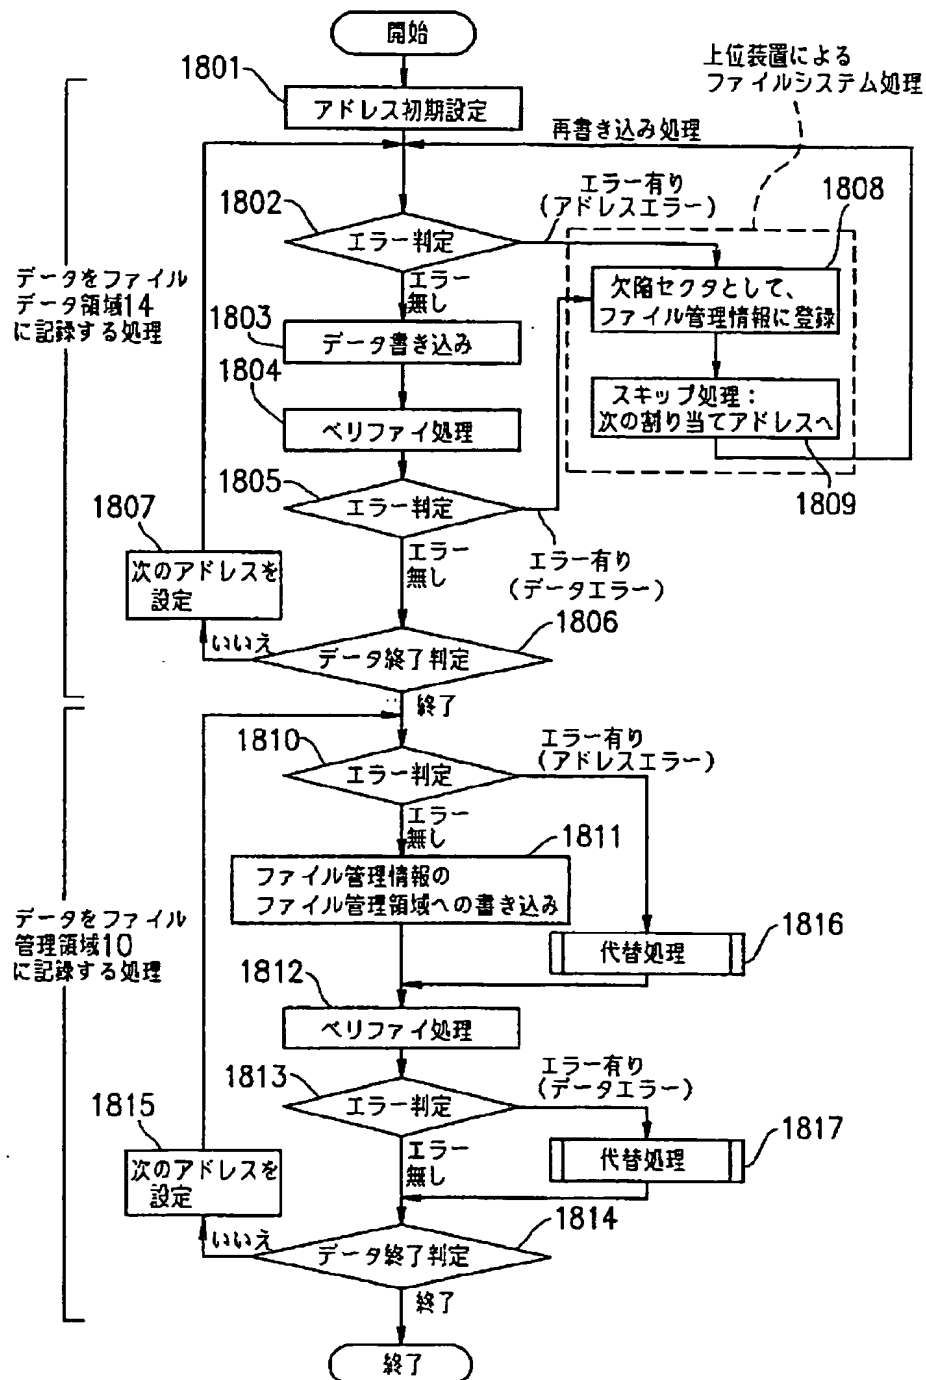 開始
上位装置による
ファイルシステム処理
1801
アドレス初期設定
再書き込み処理
1802
エラー判定
エラー有り
(アドレスエラー)
1808
欠陥セクタとして、
ファイル管理情報に登録
データをファイル
データ領域14
に記録する処理
エラー
無し
1803
データ書き込み
1804
ベリファイ処理
スキップ処理:
次の割り当てアドレスへ
1809
1805
エラー判定
エラー有り
(データエラー)
1807
次のアドレスを
設定
エラー
無し
1806
いいえ
データ終了判定
終了
1810
エラー判定
エラー有り
(アドレスエラー)
エラー
無し
1811
ファイル管理情報の
ファイル管理領域への書き込み
データをファイル
管理領域10
に記録する処理
1816
代替処理
1812
ベリファイ処理
1813
エラー判定
エラー有り
(データエラー)
1815
次のアドレスを
設定
エラー
無し
1817
代替処理
1814
いいえ
データ終了判定
終了
終了